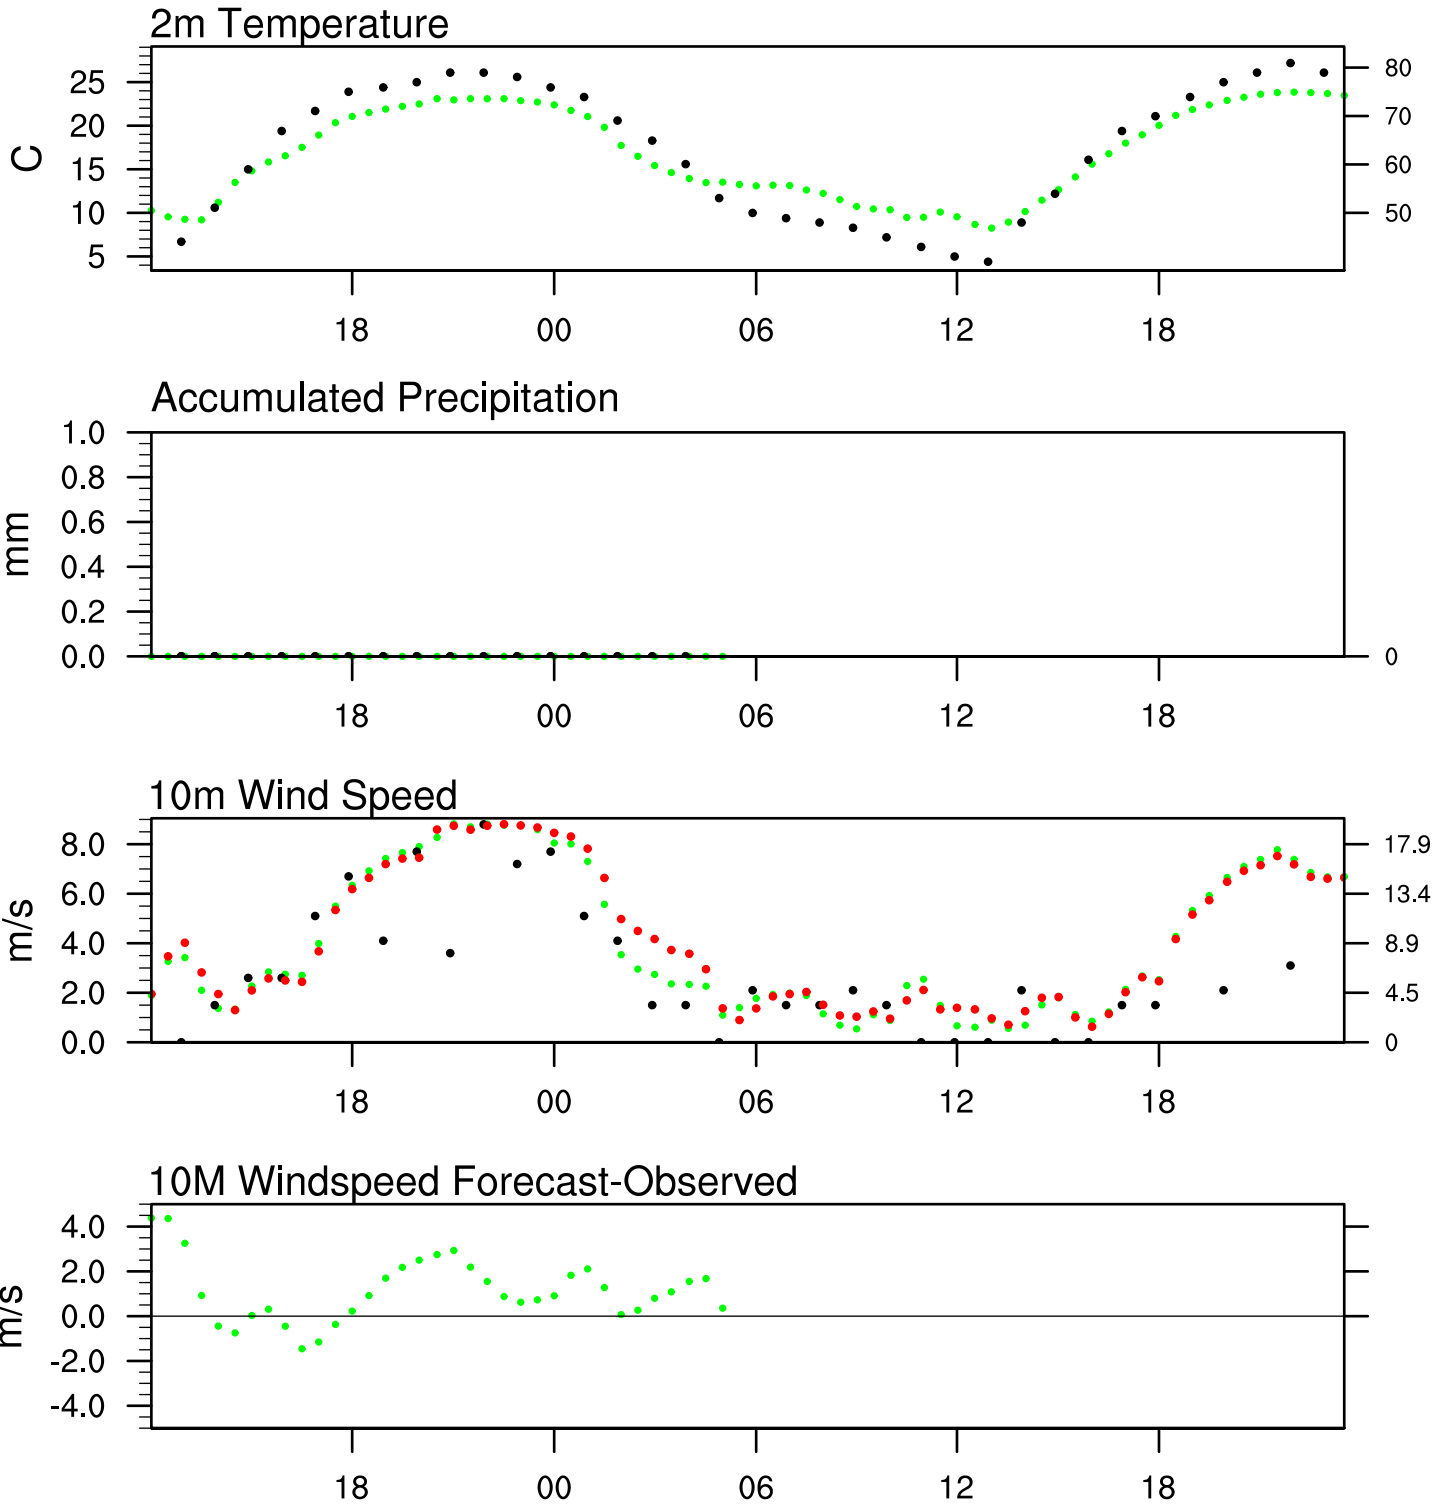 2m Temperature
25
20
15
10
5
C
80
70
60
50
18 00 06 12 18
Accumulated Precipitation
1.0
0.8
0.6
0.4
0.2
0.0
mm
0
18 00 06 12 18
10m Wind Speed
8.0
6.0
4.0
2.0
0.0
m/s
17.9
13.4
8.9
4.5
0
18 00 06 12 18
10M Windspeed Forecast-Observed
4.0
2.0
0.0
-2.0
-4.0
m/s
18 00 06 12 18